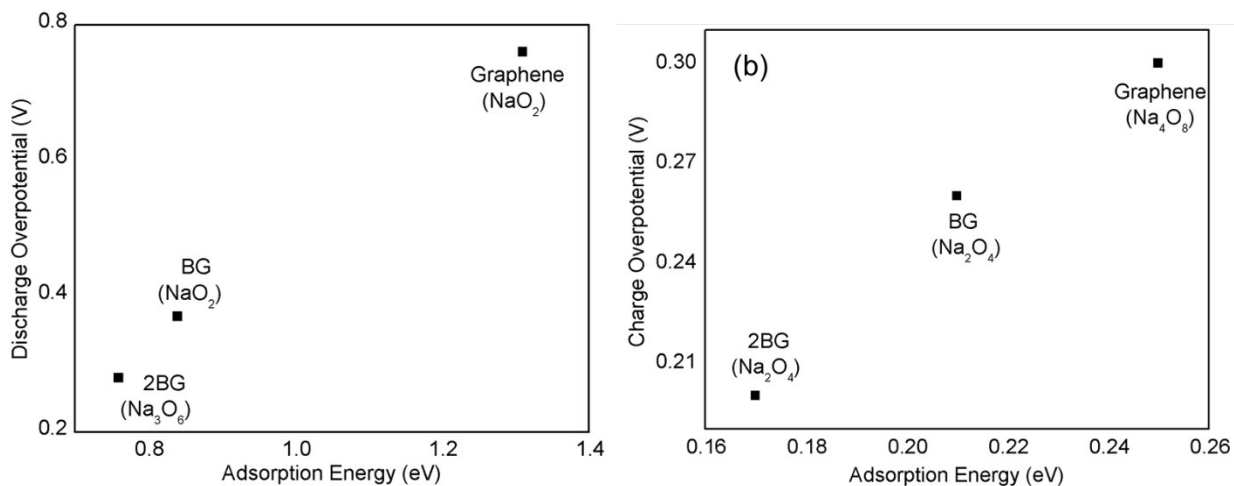 0.8
0.6
0.4
0.2
Discharge Overpotential (V)
Graphene
(NaO₂)
BG
(NaO₂)
2BG
(Na₃O₆)
0.8 1.0 1.2 1.4
Adsorption Energy (eV)
(b)
0.30
0.27
0.24
0.21
Charge Overpotential (V)
Graphene
(Na₄O₈)
BG
(Na₂O₄)
2BG
(Na₂O₄)
0.16 0.18 0.20 0.22 0.24 0.26
Adsorption Energy (eV)